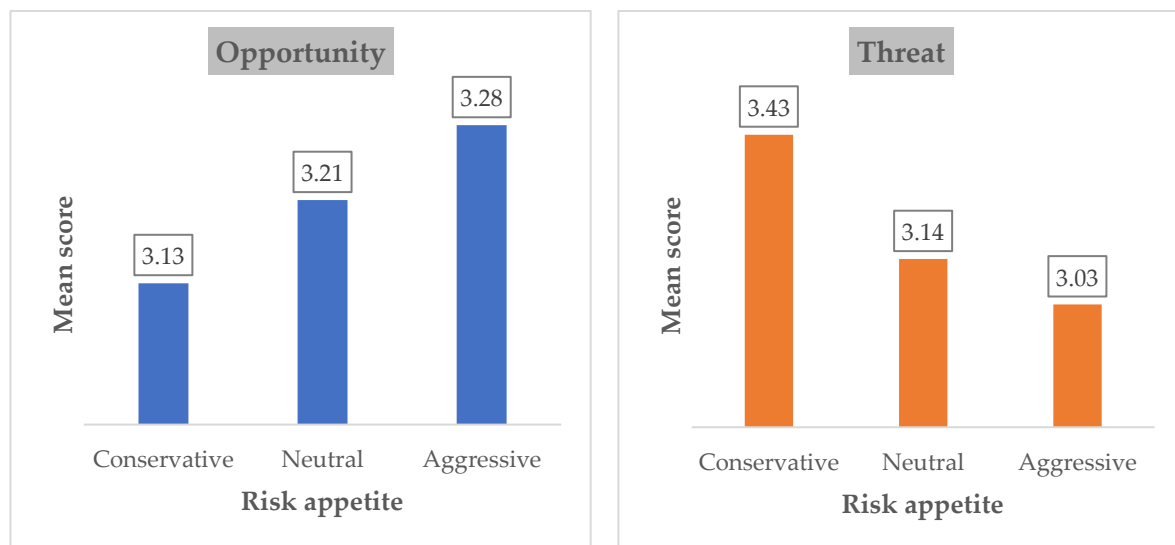 Opportunity
3.28
3.21
3.13
Mean score
Conservative Neutral Aggressive
Risk appetite
Threat
3.43
3.14
3.03
Mean score
Conservative Neutral Aggressive
Risk appetite